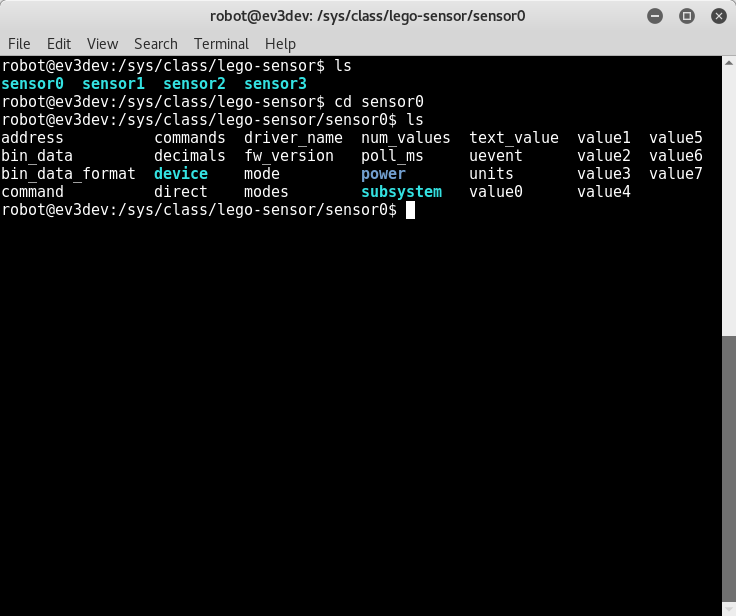 robot@ev3dev: /sys/class/lego-sensor/sensor0
File Edit View Search Terminal Help
robot@ev3dev:/sys/class/lego-sensor$ ls
sensor0  sensor1  sensor2  sensor3
robot@ev3dev:/sys/class/lego-sensor$ cd sensor0
robot@ev3dev:/sys/class/lego-sensor/sensor0$ ls
address          commands  driver_name  num_values  text_value  value1  value5
bin_data         decimals  fw_version   poll_ms     uevent      value2  value6
bin_data_format  device    mode         power       units       value3  value7
command          direct    modes        subsystem   value0      value4
robot@ev3dev:/sys/class/lego-sensor/sensor0$